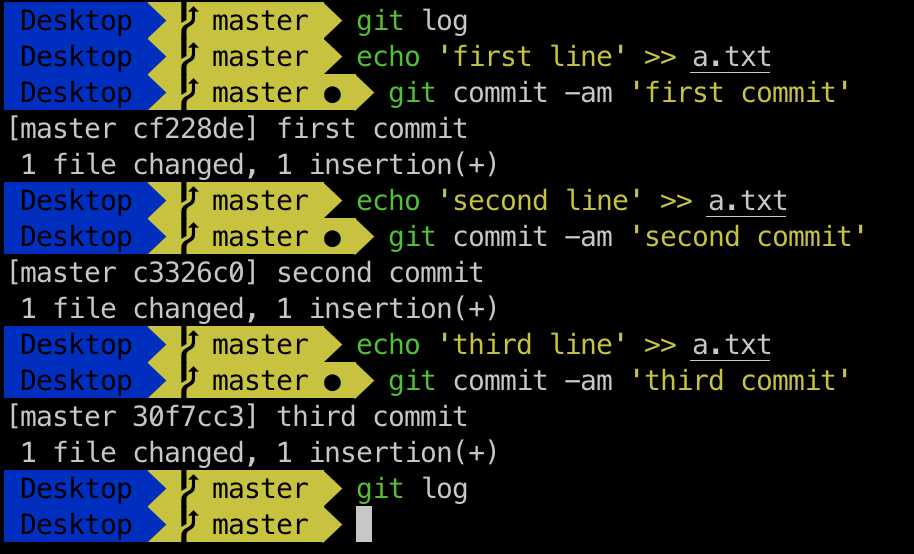 Desktop master git log
Desktop master echo 'first line' >> a.txt
Desktop master ● git commit -am 'first commit'
[master cf228de] first commit
1 file changed, 1 insertion(+)
Desktop master echo 'second line' >> a.txt
Desktop master ● git commit -am 'second commit'
[master c3326c0] second commit
1 file changed, 1 insertion(+)
Desktop master echo 'third line' >> a.txt
Desktop master ● git commit -am 'third commit'
[master 30f7cc3] third commit
1 file changed, 1 insertion(+)
Desktop master git log
Desktop master